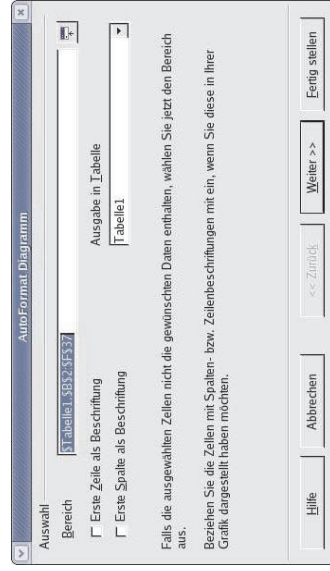 AutoFormat Diagramm
Auswahl
Bereich
$Tabelle1.$B$2:$F$37
Erste Zeile als Beschriftung
Ausgabe in Tabelle
Erste Spalte als Beschriftung
Tabelle1
Falls die ausgewählten Zellen nicht die gewünschten Daten enthalten, wählen Sie jetzt den Bereich
aus.
Beziehen Sie die Zellen mit Spalten- bzw. Zeilenbeschriftungen mit ein, wenn Sie diese in Ihrer
Grafik dargestellt haben möchten.
Hilfe
Abbrechen
<< Zurück
Weiter >>
Fertig stellen